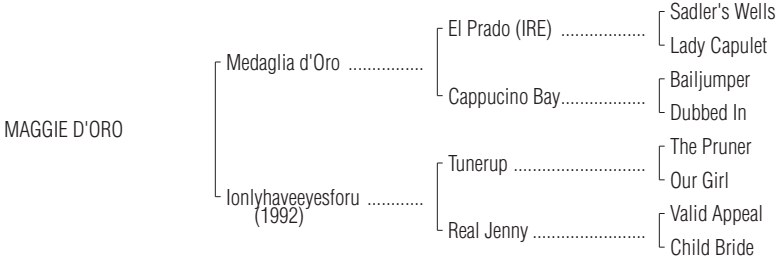 Sadler's Wells
El Prado (IRE) ..................
Lady Capulet
Medaglia d'Oro ................
Bailjumper
Cappucino Bay..................
Dubbed In
MAGGIE D'ORO
The Pruner
Tunerup ............................
Our Girl
Ionlyhaveeyesforu ............
(1992)
Valid Appeal
Real Jenny ........................
Child Bride